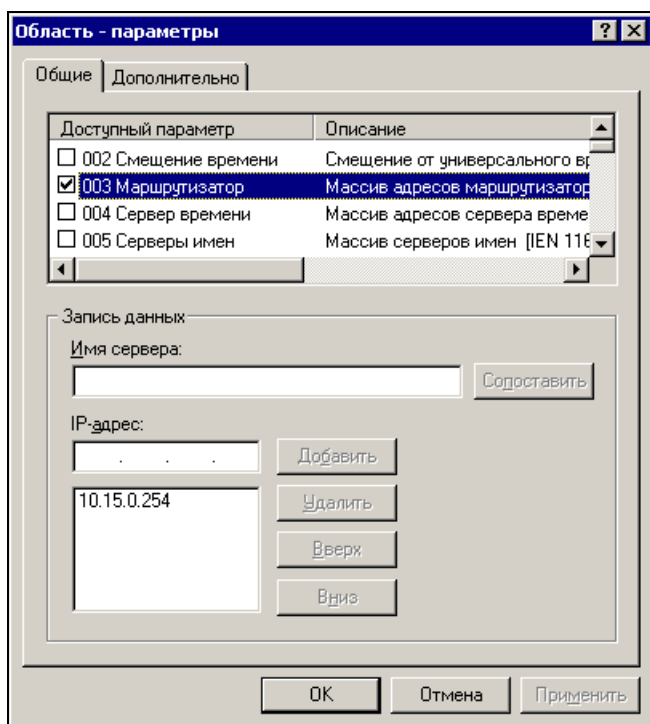 Область - параметры
Общие Дополнительно
Доступный параметр Описание
002 Смещение времени Смещение от универсального вр
003 Маршрутизатор Массив адресов маршрутизатор
004 Сервер времени Массив адресов сервера време
005 Серверы имен Массив серверов имен [IEN 116
Запись данных
Имя сервера:
Сопоставить
IP-адрес:
. . . Добавить
10.15.0.254 Удалить
Вверх
Вниз
OK Отмена Применить